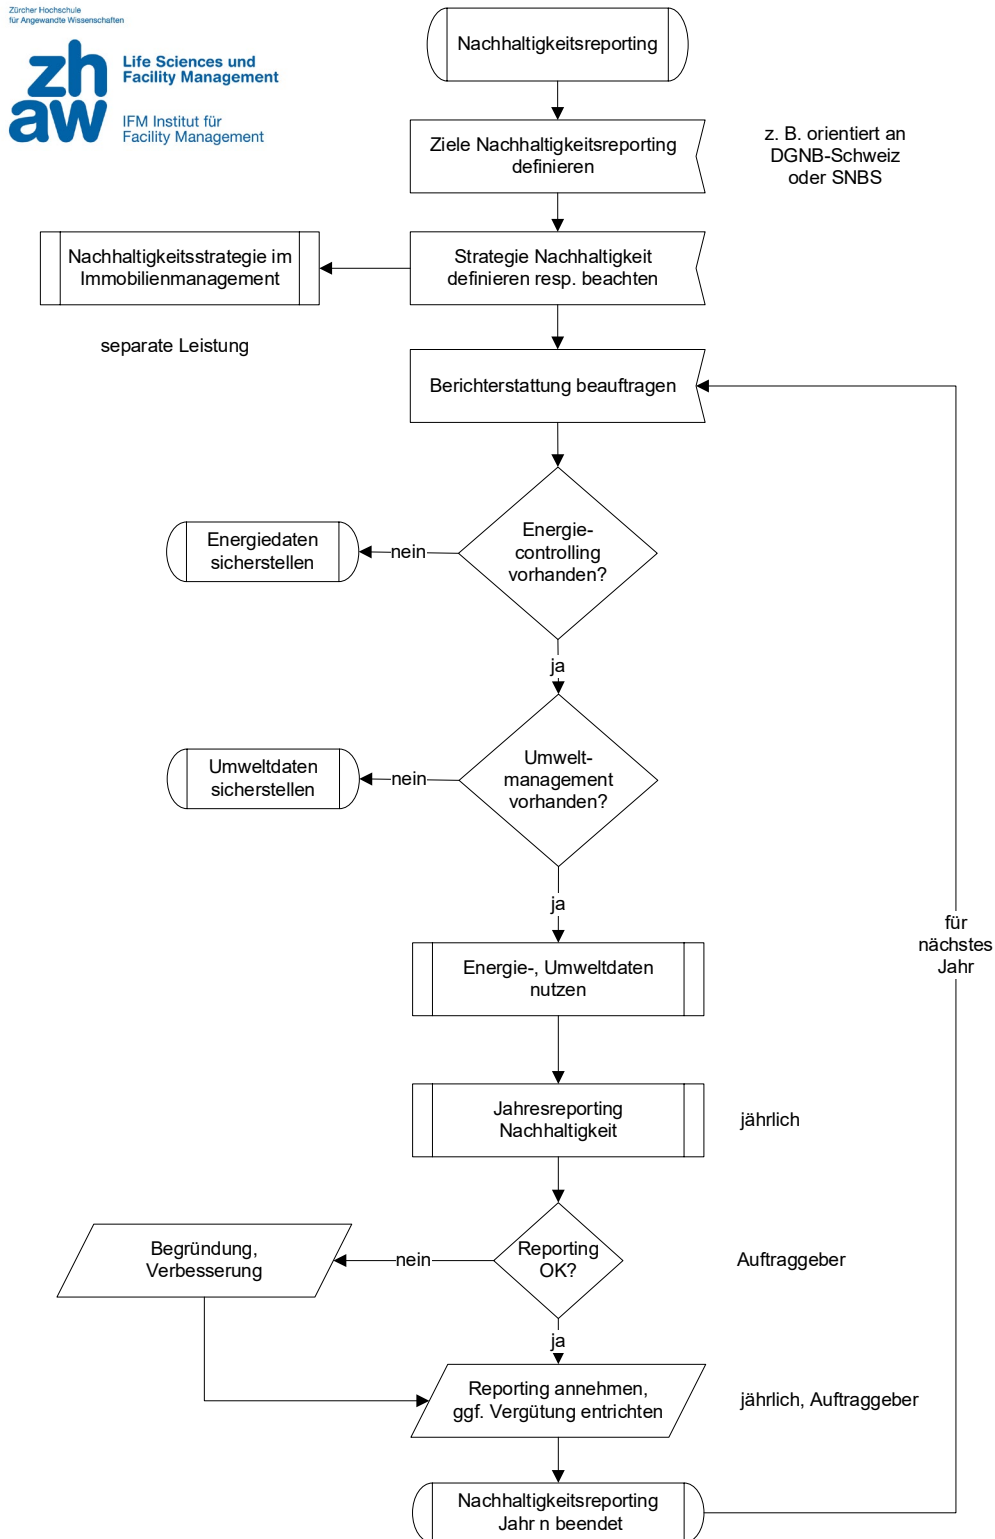 Zürcher Hochschule
für Angewandte Wissenschaften
zh
aw
Life Sciences und
Facility Management
IFM Institut für
Facility Management
Nachhaltigkeitsreporting
Ziele Nachhaltigkeitsreporting
definieren
z. B. orientiert an
DGNB-Schweiz
oder SNBS
Nachhaltigkeitsstrategie im
Immobilienmanagement
Strategie Nachhaltigkeit
definieren resp. beachten
separate Leistung
Berichterstattung beauftragen
Energie-
controlling
vorhanden?
nein
Energiedaten
sicherstellen
ja
Umwelt-
management
vorhanden?
nein
Umweltdaten
sicherstellen
ja
für
nächstes
Jahr
Energie-, Umweltdaten
nutzen
Jahresreporting
Nachhaltigkeit
jährlich
Reporting
OK?
nein
Begründung,
Verbesserung
Auftraggeber
ja
Reporting annehmen,
ggf. Vergütung entrichten
jährlich, Auftraggeber
Nachhaltigkeitsreporting
Jahr n beendet